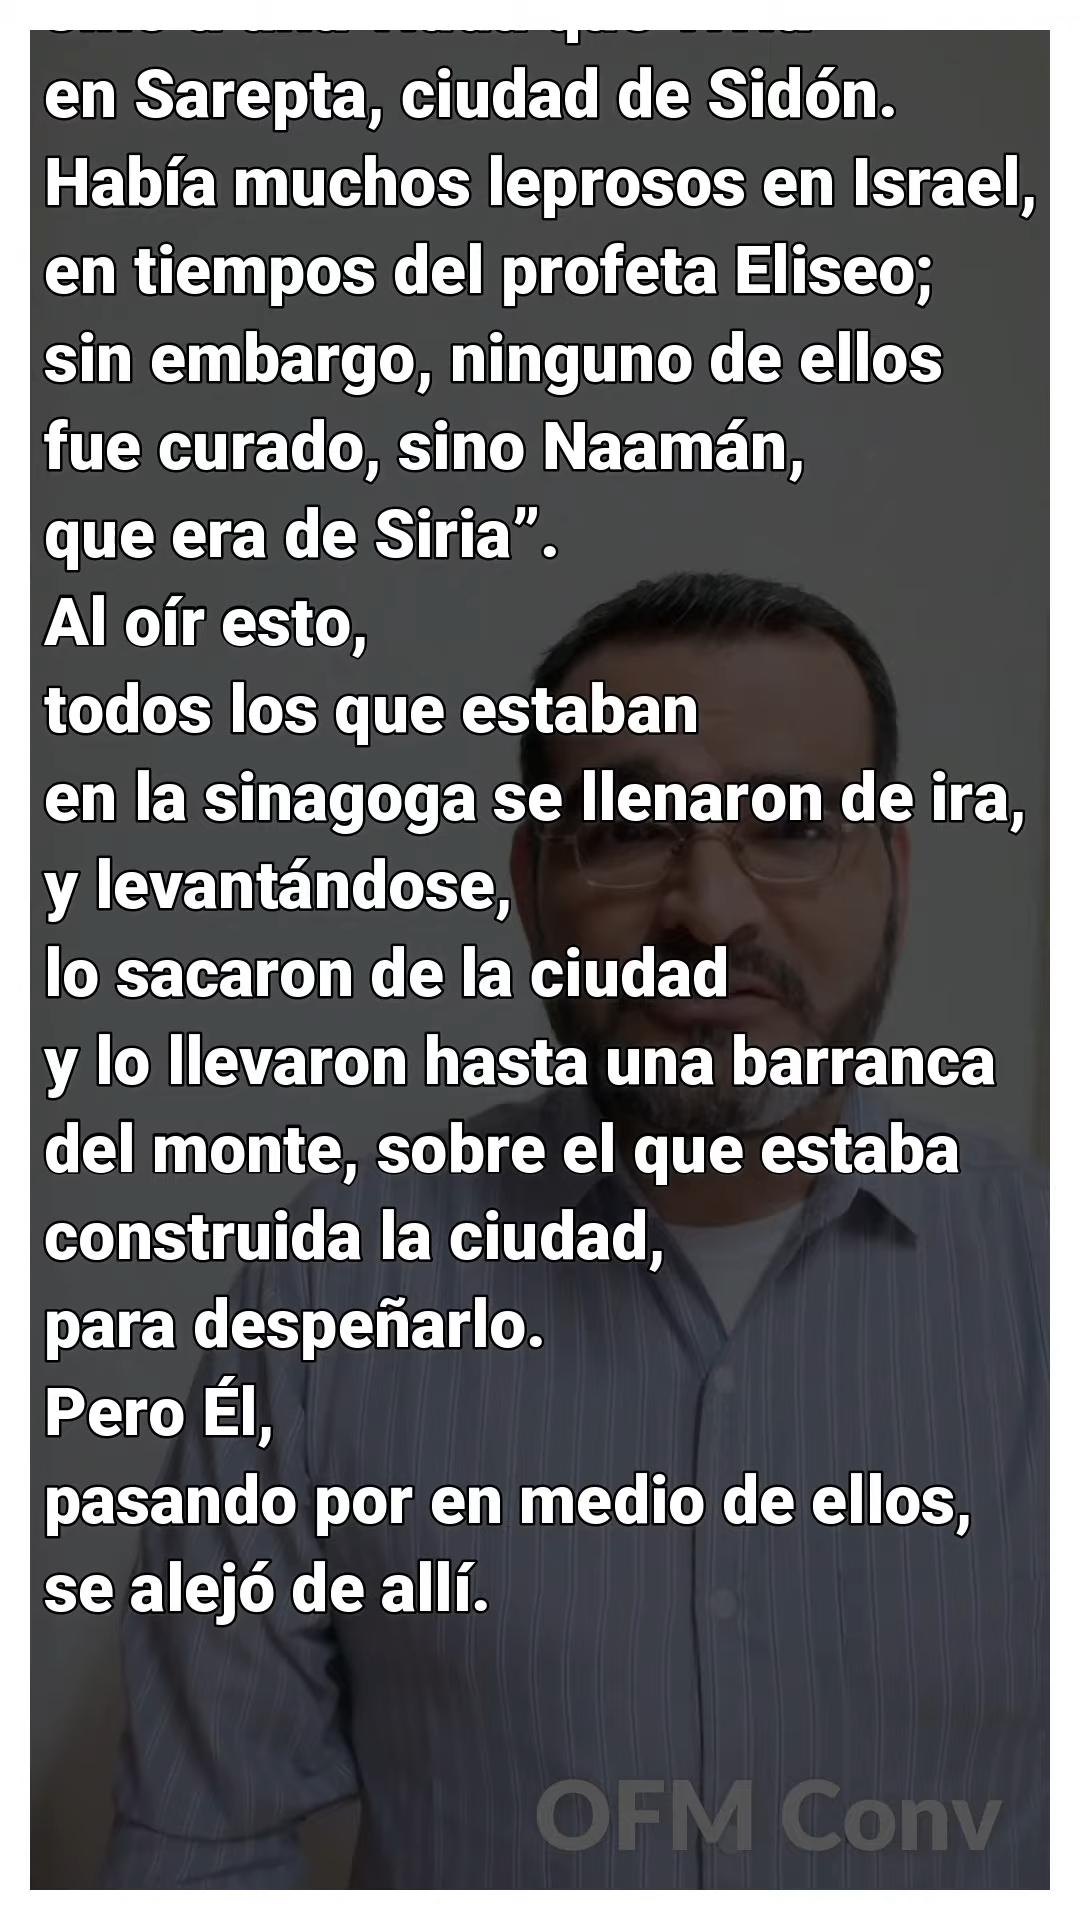 en Sarepta, ciudad de Sidón.
Había muchos leprosos en Israel,
en tiempos del profeta Eliseo;
sin embargo, ninguno de ellos
fue curado, sino Naamán,
que era de Siria”.
Al oír esto,
todos los que estaban
en la sinagoga se llenaron de ira,
y levantándose,
lo sacaron de la ciudad
y lo llevaron hasta una barranca
del monte, sobre el que estaba
construida la ciudad,
para despeñarlo.
Pero Él,
pasando por en medio de ellos,
se alejó de allí.
OFM Conv